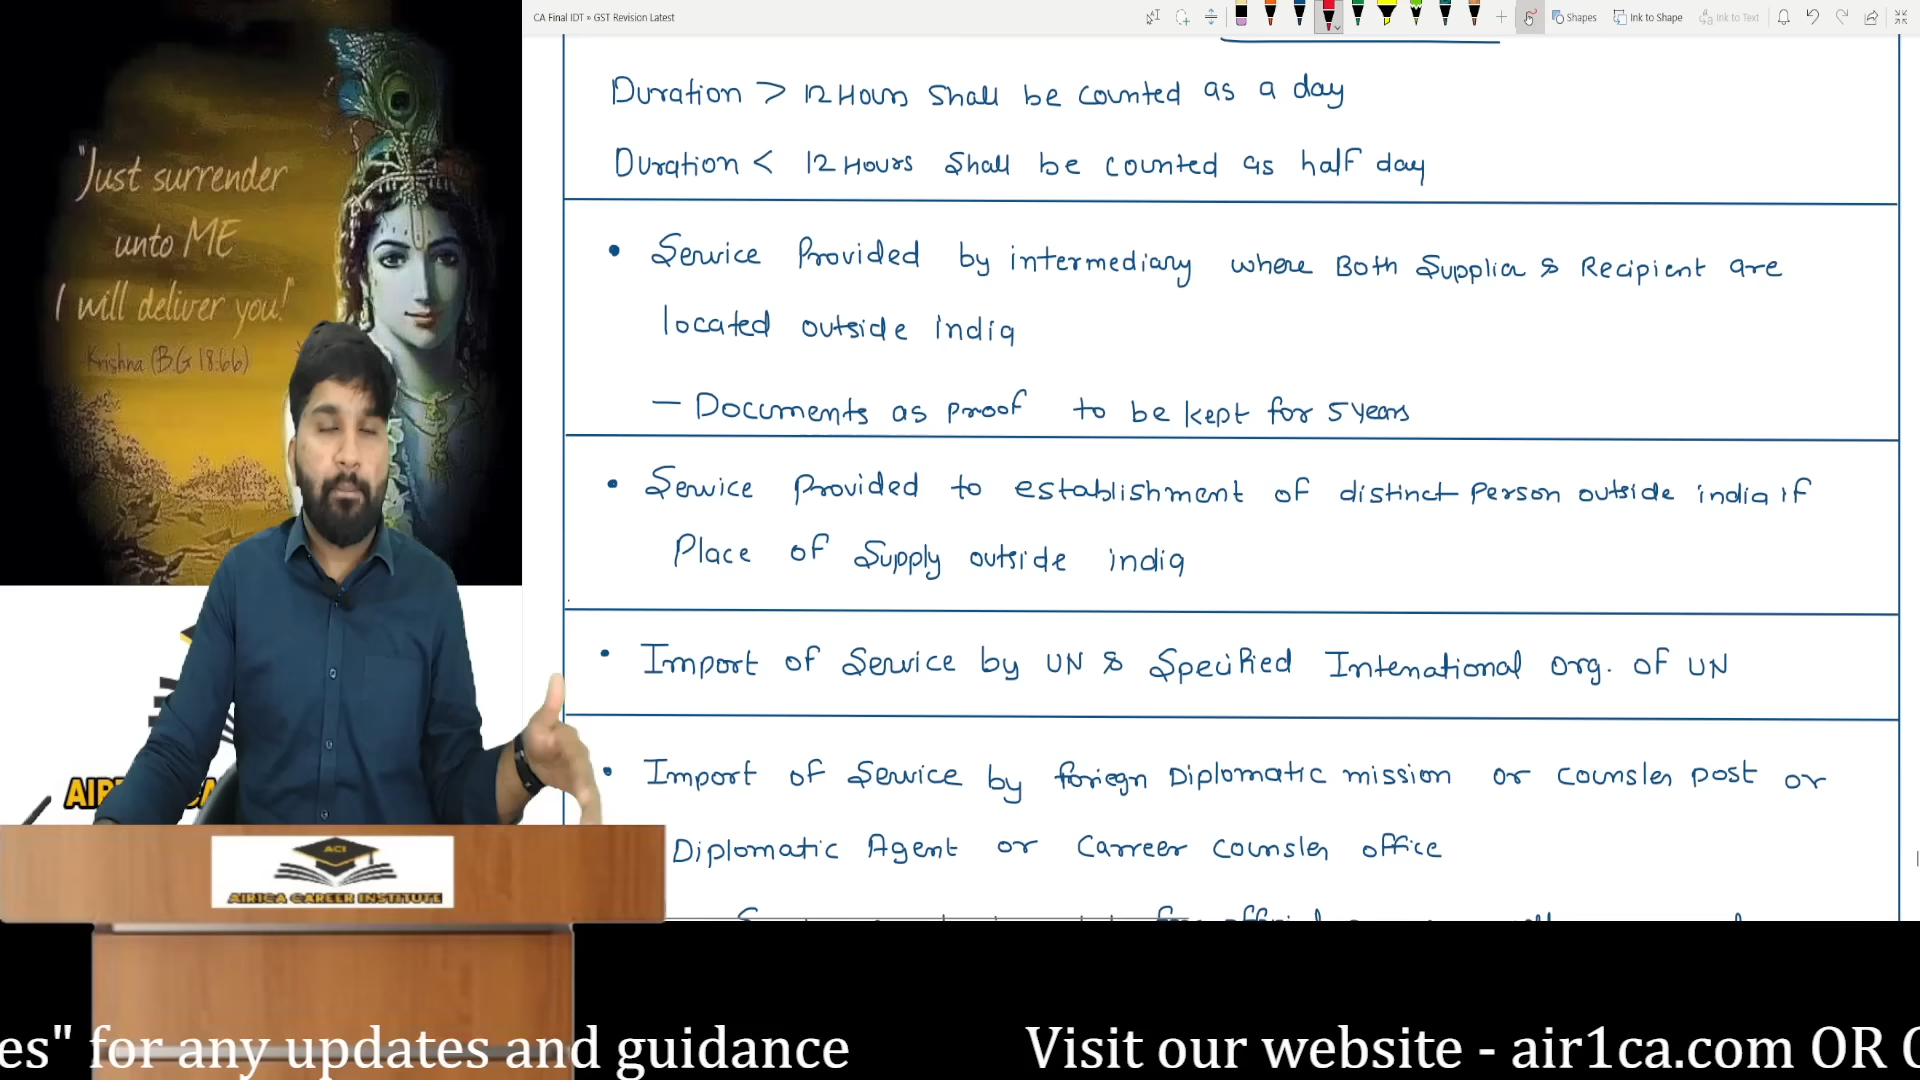 CA Final IDT » GST Revision Latest
Shapes
Ink to Shape
Ink to Text
Duration > 12 Hours Shall be counted as a day
Duration < 12 Hours Shall be counted as half day
• Service Provided by intermediary where Both Supplier & Recipient are
located outside india
— Documents as proof to be kept for 5 years
• Service Provided to establishment of distinct Person outside india if
Place of Supply outside india
• Import of Service by UN & Specified International org. of UN
• Import of Service by foriegn Diplomatic mission or counsler post or
Diplomatic Agent or Carreer counsler office
"Just surrender
unto ME
I will deliver you!"
Krishna (B.G 18:66)
ACI
AIR1CA CAREER INSTITUTE
es" for any updates and guidance
Visit our website - air1ca.com OR